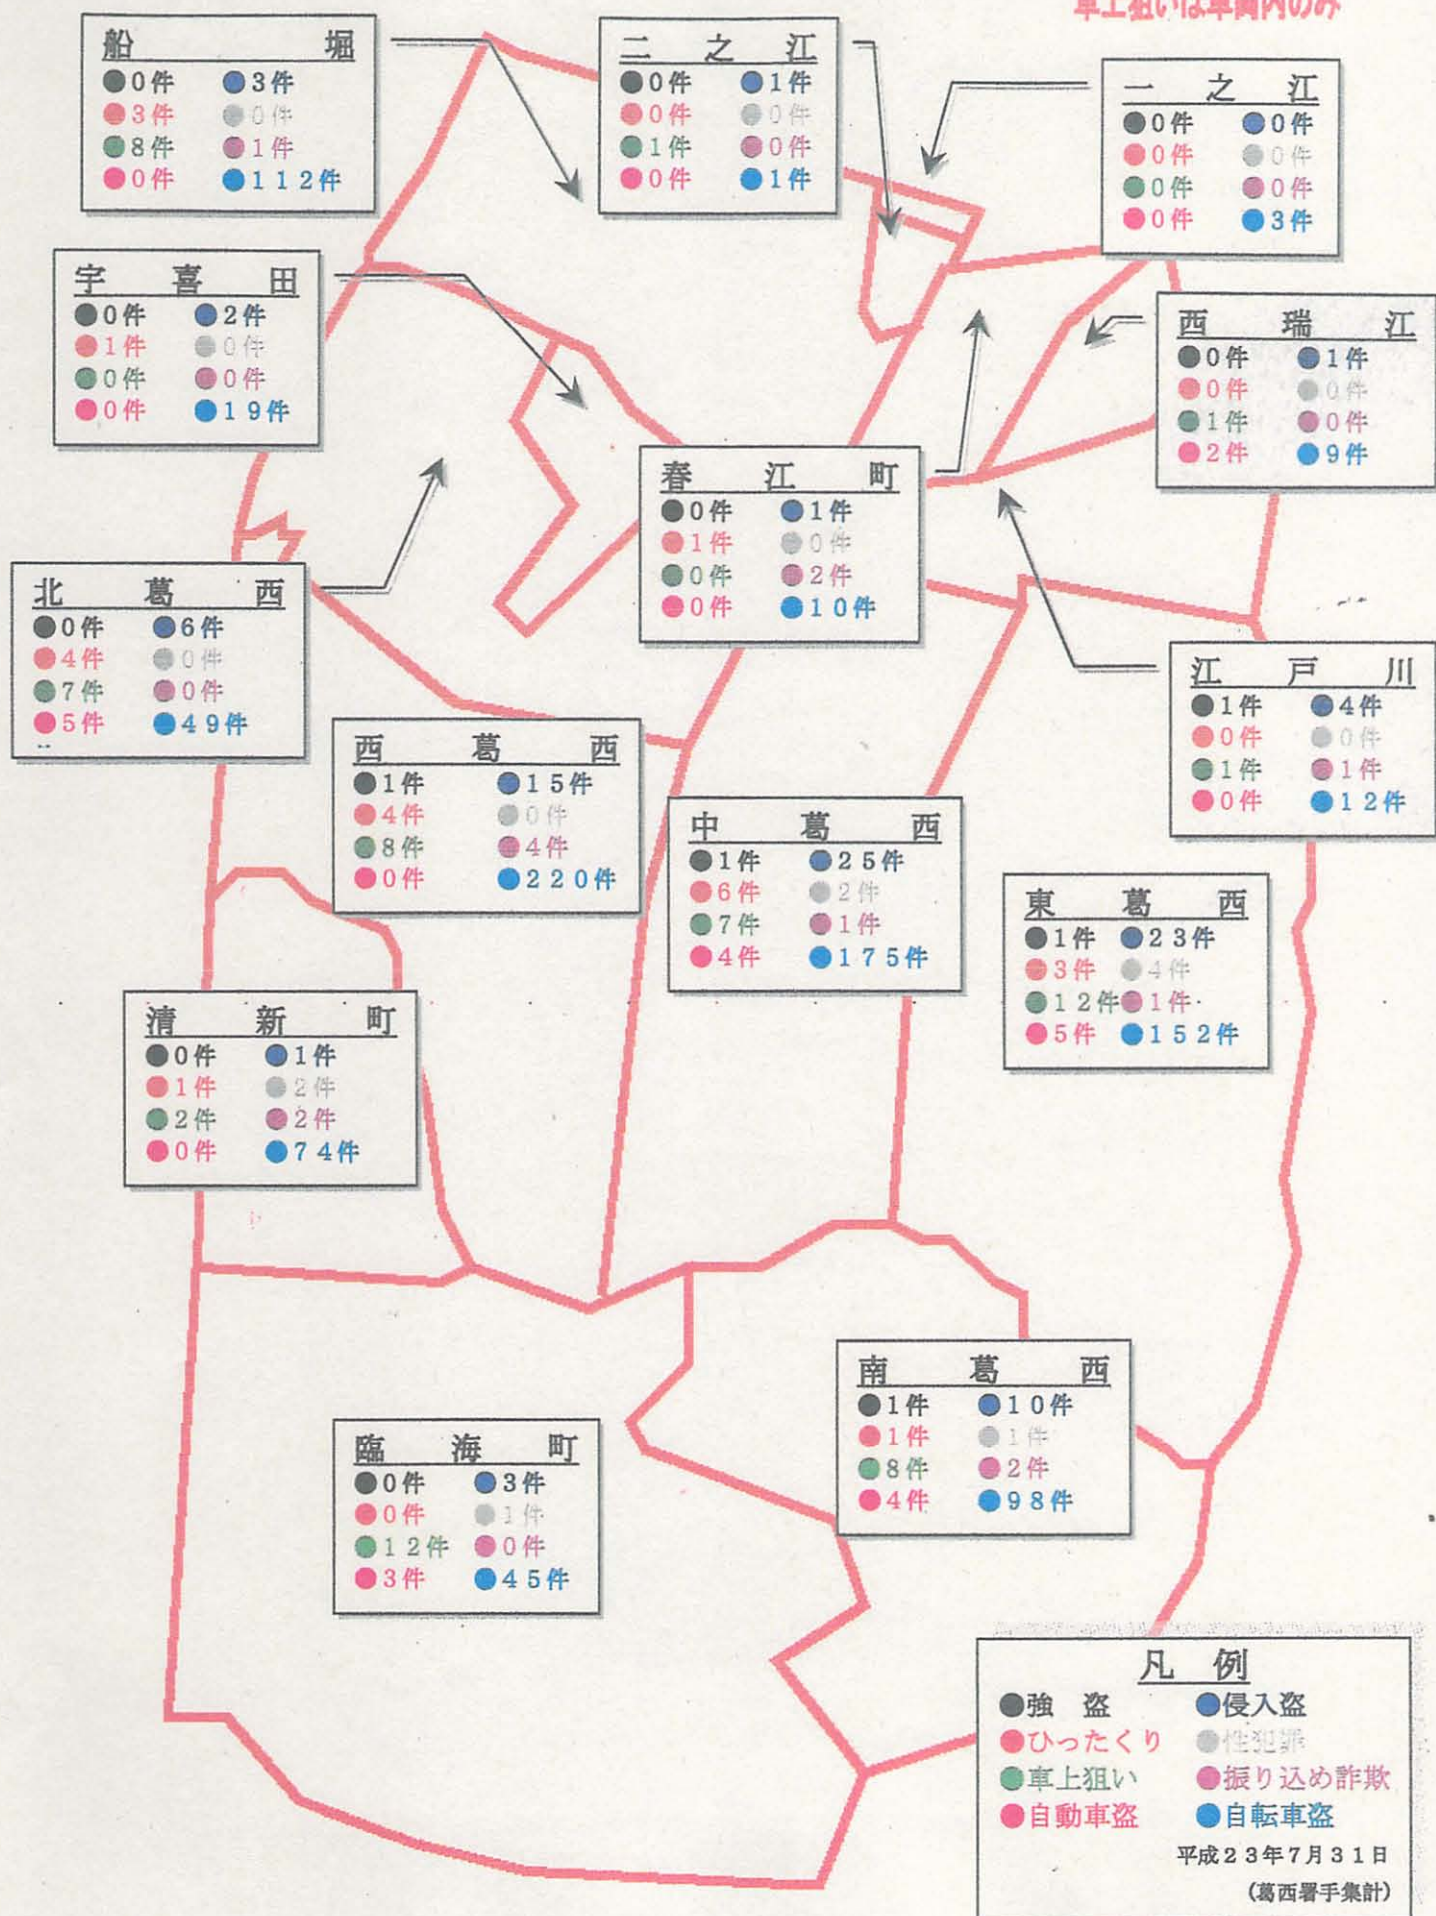 車上狙いは車両内のみ
船堀
●0件 ●3件
●3件 ●0件
●8件 ●1件
●0件 ●112件
二之江
●0件 ●1件
●0件 ●0件
●1件 ●0件
●0件 ●1件
一之江
●0件 ●0件
●0件 ●0件
●0件 ●0件
●0件 ●3件
宇喜田
●0件 ●2件
●1件 ●0件
●0件 ●0件
●0件 ●19件
西瑞江
●0件 ●1件
●0件 ●0件
●1件 ●0件
●2件 ●9件
春江町
●0件 ●1件
●1件 ●0件
●0件 ●2件
●0件 ●10件
北葛西
●0件 ●6件
●4件 ●0件
●7件 ●0件
●5件 ●49件
江戸川
●1件 ●4件
●0件 ●0件
●1件 ●1件
●0件 ●12件
西葛西
●1件 ●15件
●4件 ●0件
●8件 ●4件
●0件 ●220件
中葛西
●1件 ●25件
●6件 ●2件
●7件 ●1件
●4件 ●175件
東葛西
●1件 ●23件
●3件 ●4件
●12件 ●1件
●5件 ●152件
清新町
●0件 ●1件
●1件 ●2件
●2件 ●2件
●0件 ●74件
南葛西
●1件 ●10件
●1件 ●1件
●8件 ●2件
●4件 ●98件
臨海町
●0件 ●3件
●0件 ●1件
●12件 ●0件
●3件 ●45件
凡例
●強盗 ●侵入盗
●ひったくり ●性犯罪
●車上狙い ●振り込め詐欺
●自動車盗 ●自転車盗
平成23年7月31日
(葛西署手集計)